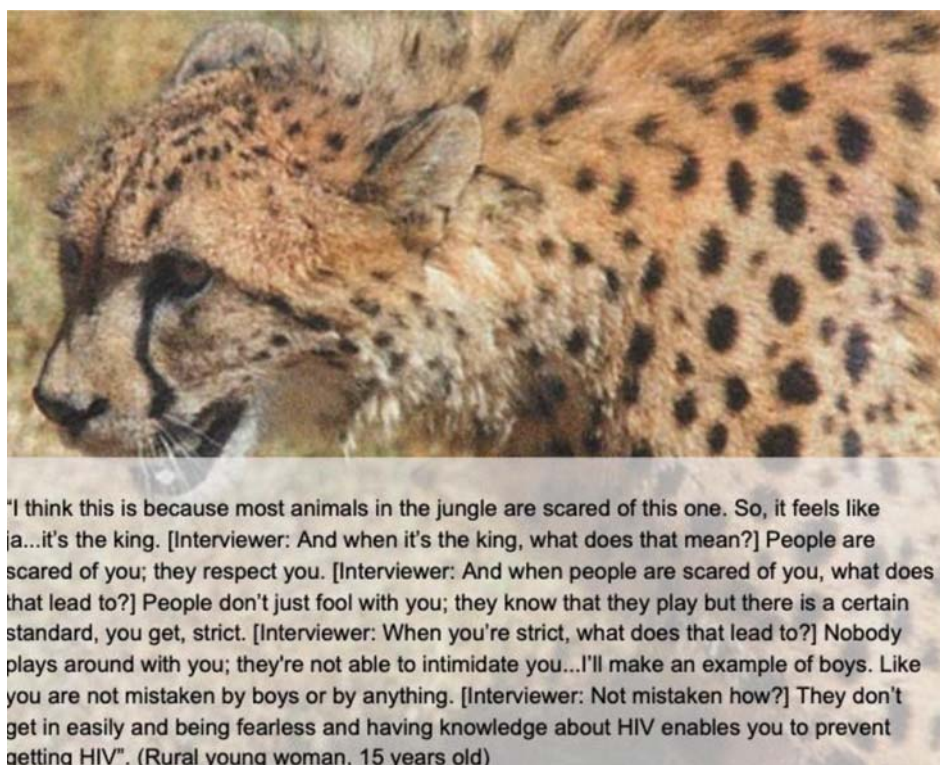 "I think this is because most animals in the jungle are scared of this one. So, it feels like
ja...it's the king. [Interviewer: And when it's the king, what does that mean?] People are
scared of you; they respect you. [Interviewer: And when people are scared of you, what does
that lead to?] People don't just fool with you; they know that they play but there is a certain
standard, you get, strict. [Interviewer: When you're strict, what does that lead to?] Nobody
plays around with you; they're not able to intimidate you...I'll make an example of boys. Like
you are not mistaken by boys or by anything. [Interviewer: Not mistaken how?] They don't
get in easily and being fearless and having knowledge about HIV enables you to prevent
getting HIV". (Rural young woman, 15 years old)